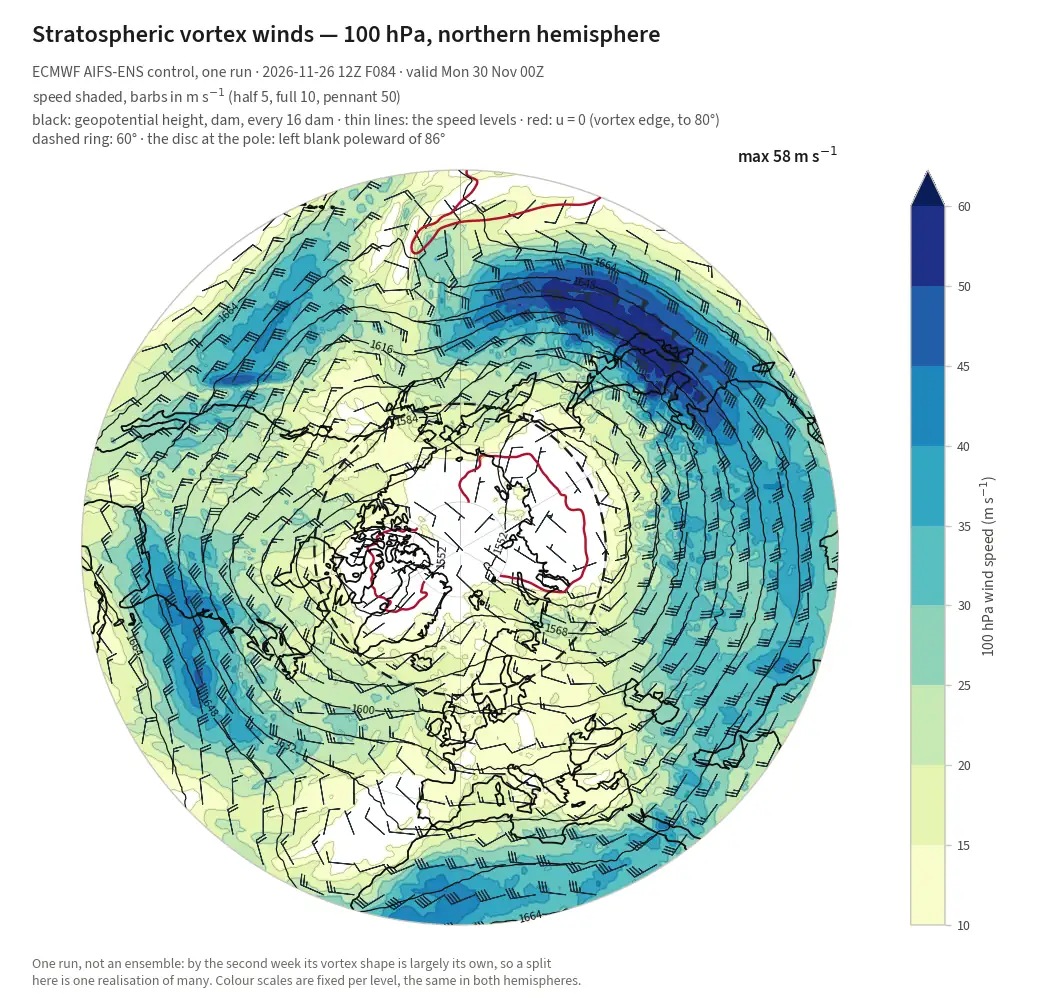 Stratospheric vortex winds — 100 hPa, northern hemisphere
ECMWF AIFS-ENS control, one run · 2026-11-26 12Z F084 · valid Mon 30 Nov 00Z
speed shaded, barbs in m s⁻¹ (half 5, full 10, pennant 50)
black: geopotential height, dam, every 16 dam · thin lines: the speed levels · red: u = 0 (vortex edge, to 80°)
dashed ring: 60° · the disc at the pole: left blank poleward of 86°
max 58 m s⁻¹
60
50
45
40
35
30
25
20
15
10
100 hPa wind speed (m s⁻¹)
1664
1648
1664
1616
1584
1552
1552
1568
1600
1648
1632
1664
One run, not an ensemble: by the second week its vortex shape is largely its own, so a split
here is one realisation of many. Colour scales are fixed per level, the same in both hemispheres.